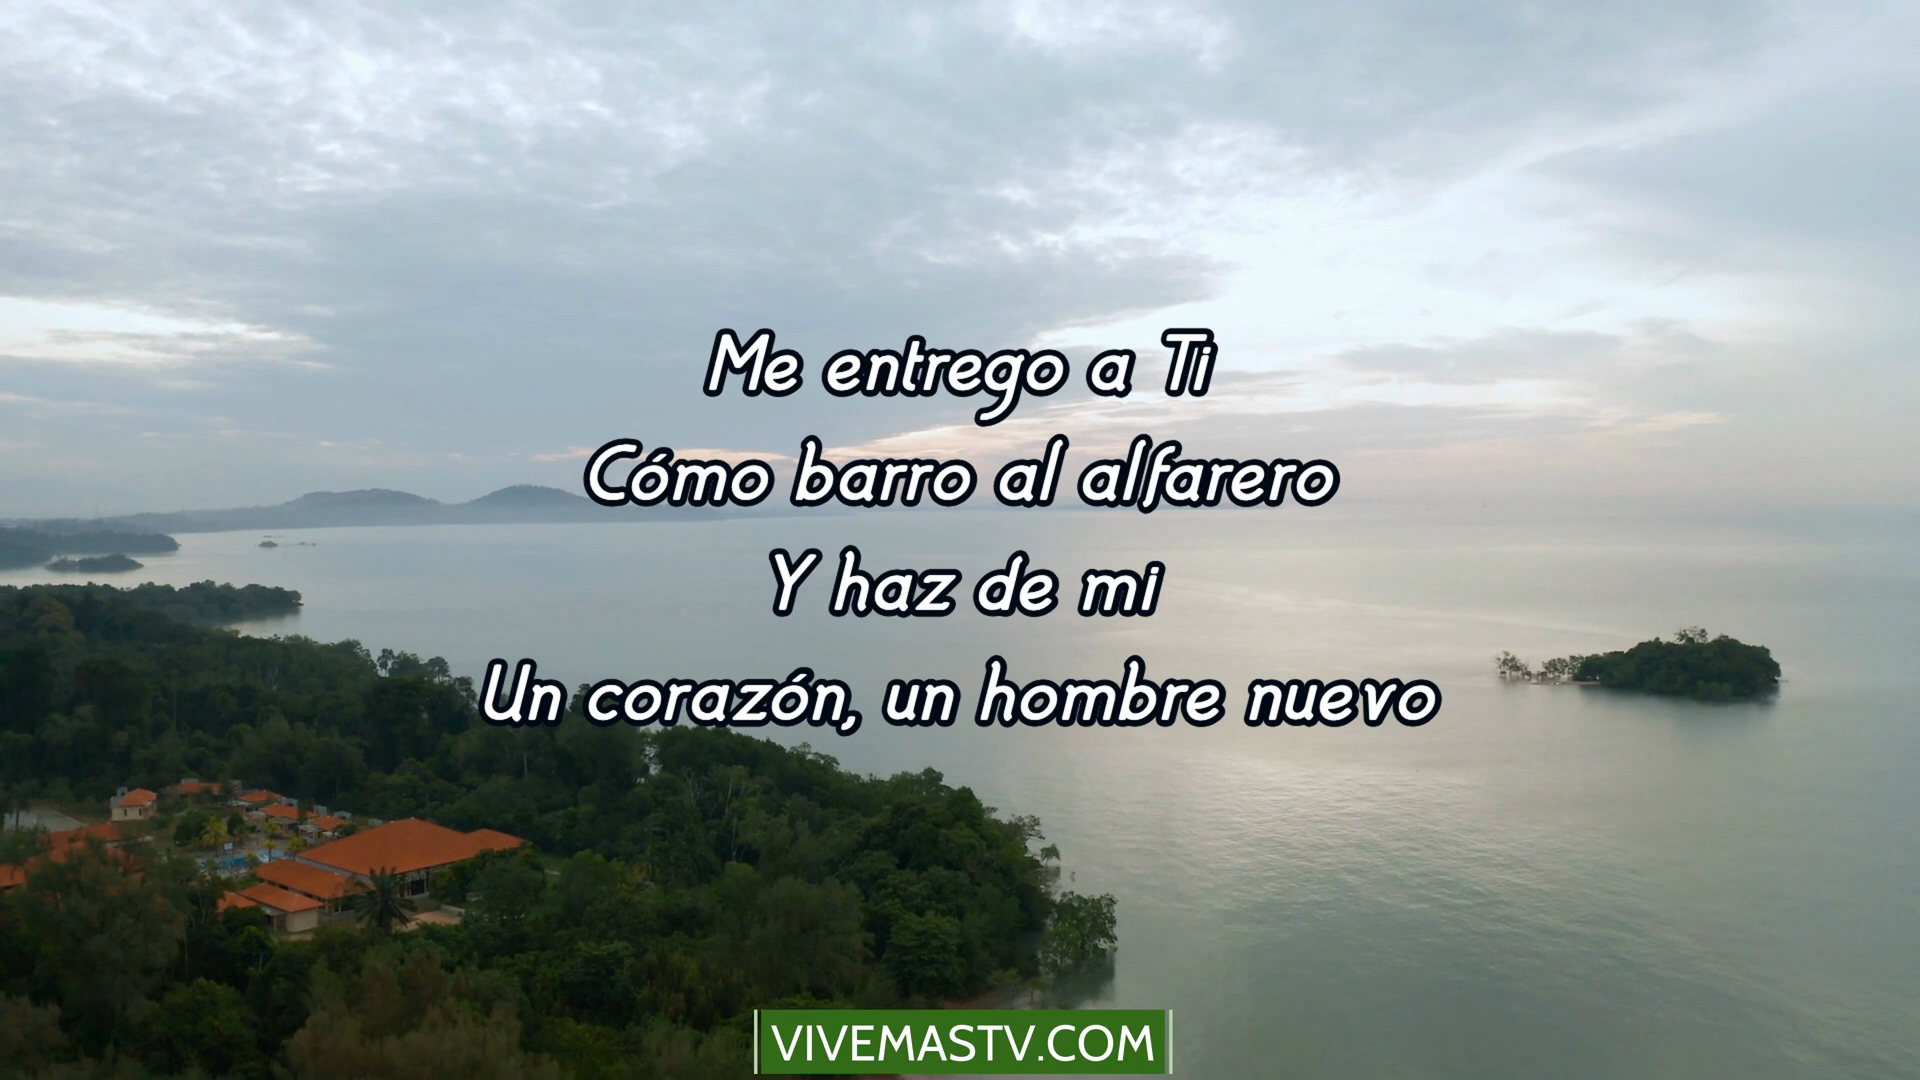 Me entrego a Ti
Cómo barro al alfarero
Y haz de mi
Un corazón, un hombre nuevo
VIVEMASTV.COM